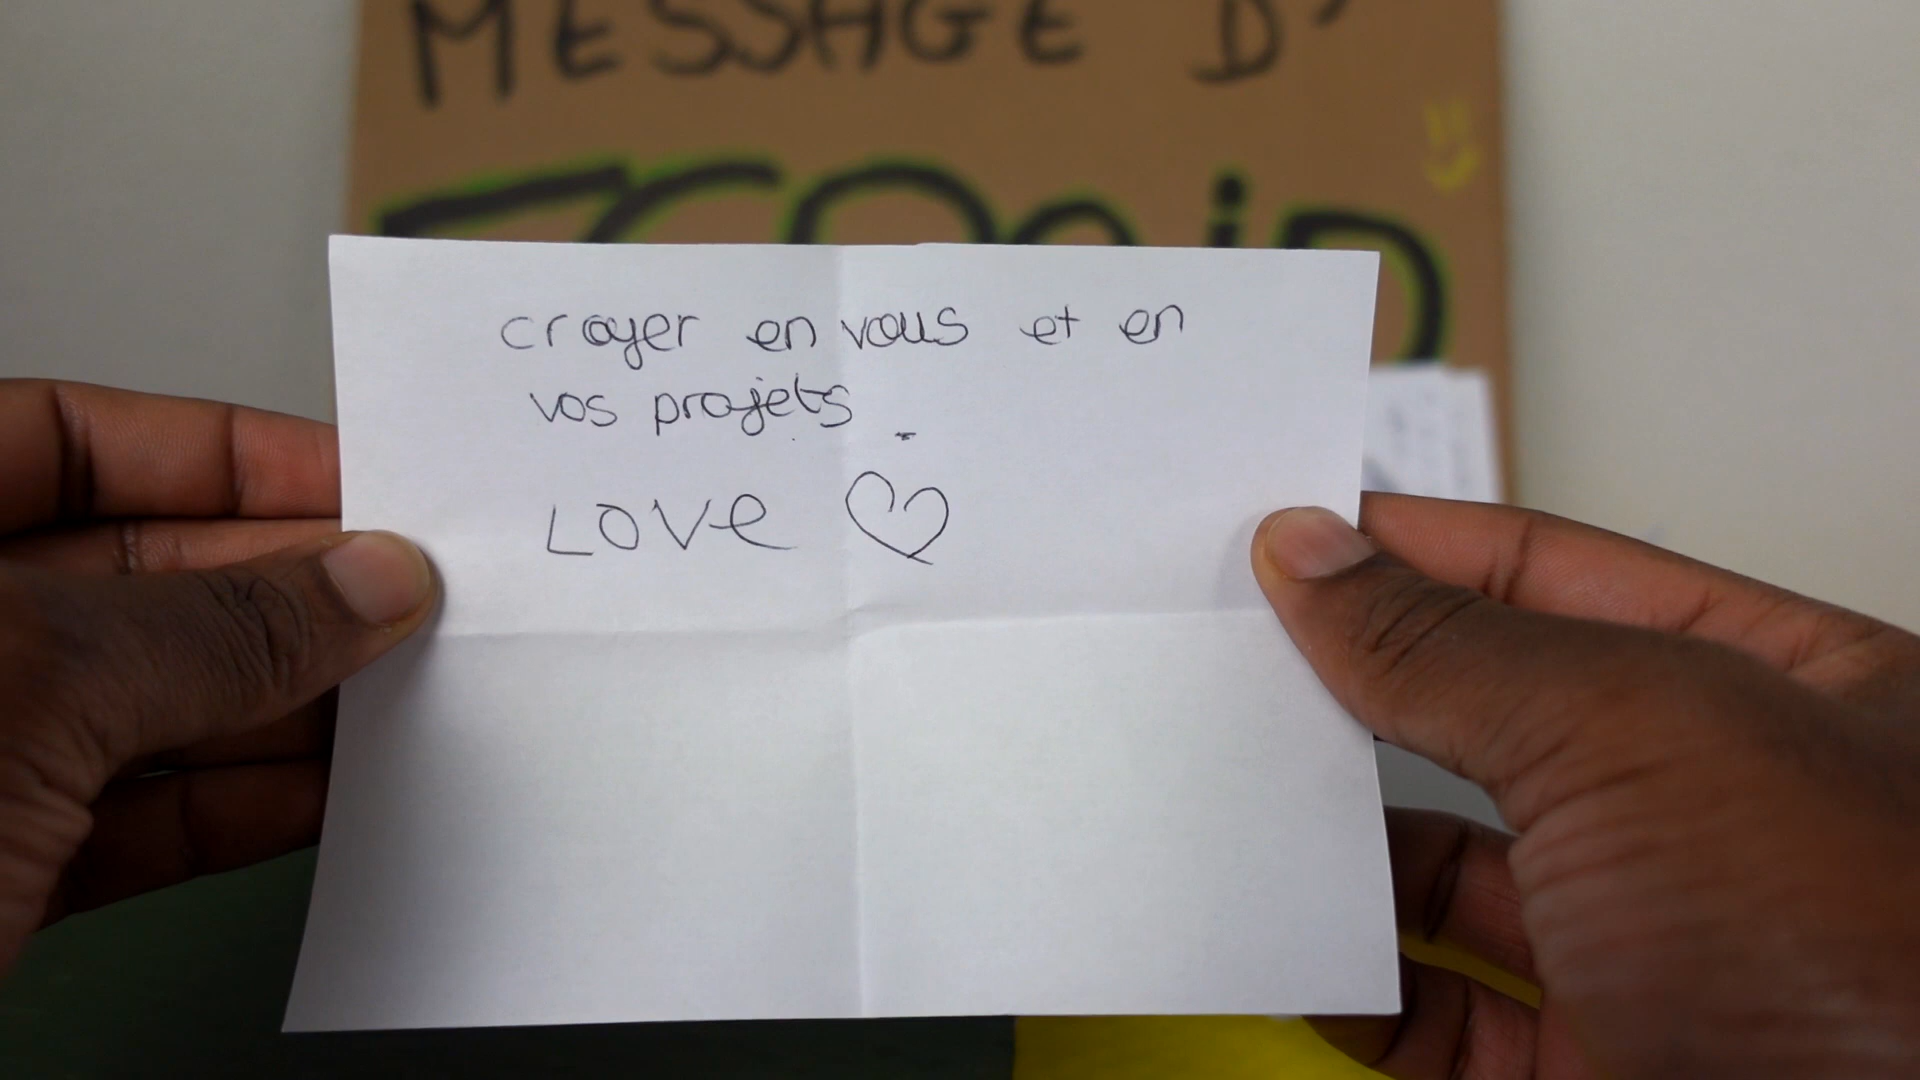 MESSAGE D'
croyer en vous et en
vos projets.
LOVE